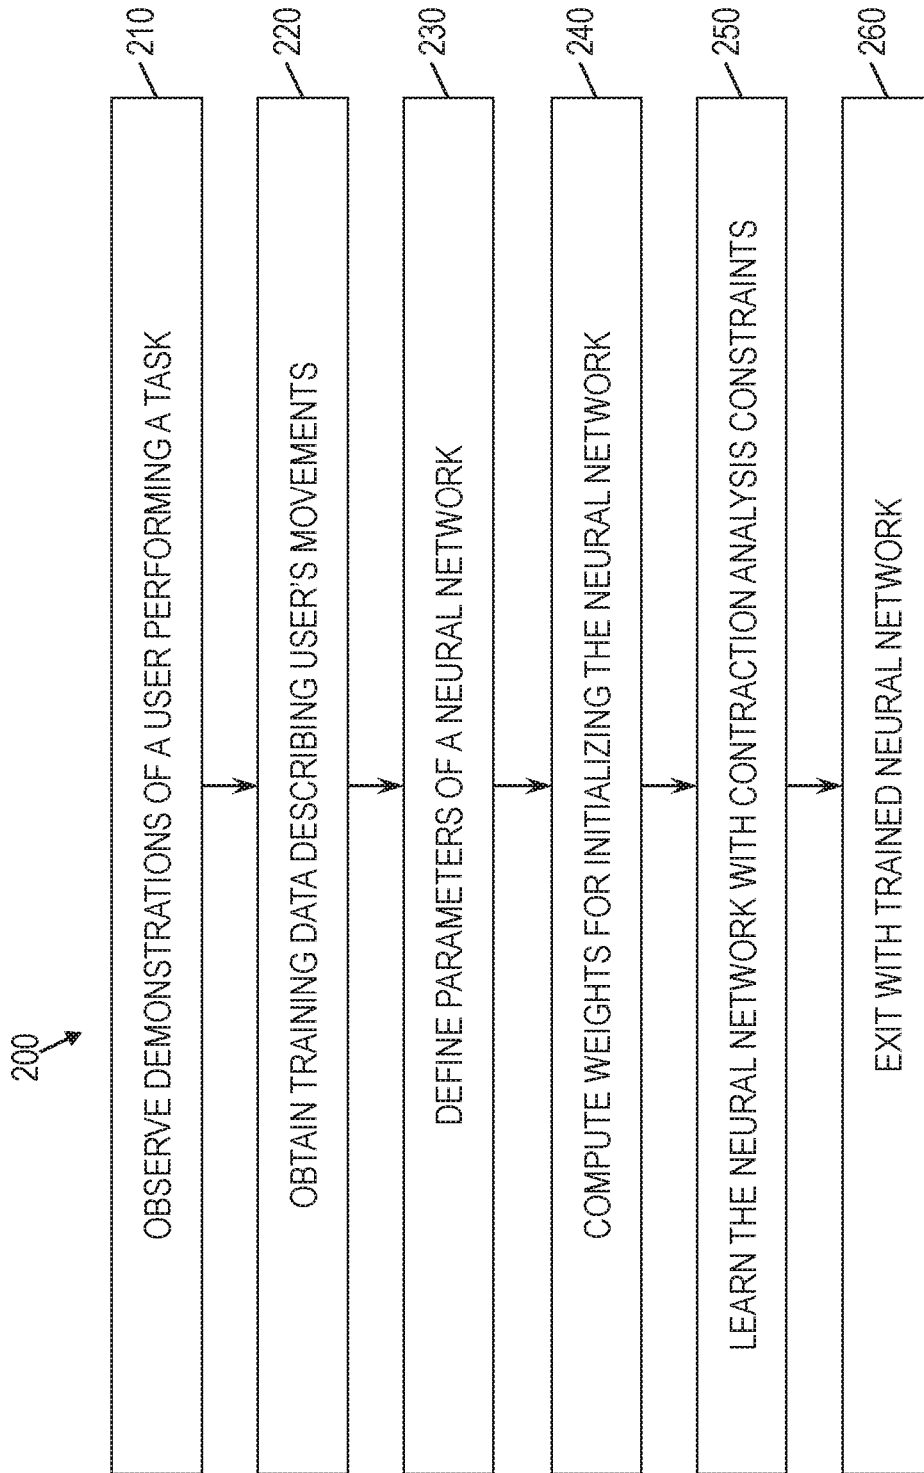 200
OBSERVE DEMONSTRATIONS OF A USER PERFORMING A TASK
210
OBTAIN TRAINING DATA DESCRIBING USER'S MOVEMENTS
220
DEFINE PARAMETERS OF A NEURAL NETWORK
230
COMPUTE WEIGHTS FOR INITIALIZING THE NEURAL NETWORK
240
LEARN THE NEURAL NETWORK WITH CONTRACTION ANALYSIS CONSTRAINTS
250
EXIT WITH TRAINED NEURAL NETWORK
260